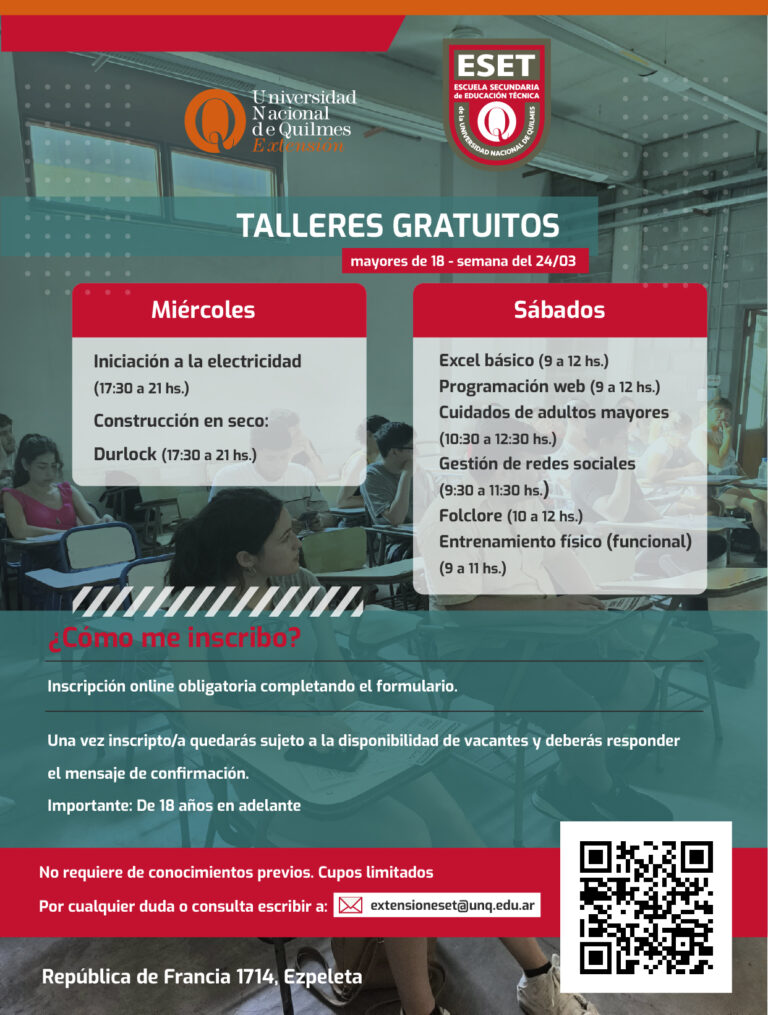 Universidad
Nacional
de Quilmes
Extensión
ESET
ESCUELA SECUNDARIA
de EDUCACIÓN TÉCNICA
de la UNIVERSIDAD NACIONAL DE QUILMES
TALLERES GRATUITOS
mayores de 18 - semana del 24/03
Miércoles
Iniciación a la electricidad
(17:30 a 21 hs.)
Construcción en seco:
Durlock (17:30 a 21 hs.)
Sábados
Excel básico (9 a 12 hs.)
Programación web (9 a 12 hs.)
Cuidados de adultos mayores
(10:30 a 12:30 hs.)
Gestión de redes sociales
(9:30 a 11:30 hs.)
Folclore (10 a 12 hs.)
Entrenamiento físico (funcional)
(9 a 11 hs.)
¿Cómo me inscribo?
Inscripción online obligatoria completando el formulario.
Una vez inscripto/a quedarás sujeto a la disponibilidad de vacantes y deberás responder
el mensaje de confirmación.
Importante: De 18 años en adelante
No requiere de conocimientos previos. Cupos limitados
Por cualquier duda o consulta escribir a: extensioneset@unq.edu.ar
República de Francia 1714, Ezpeleta